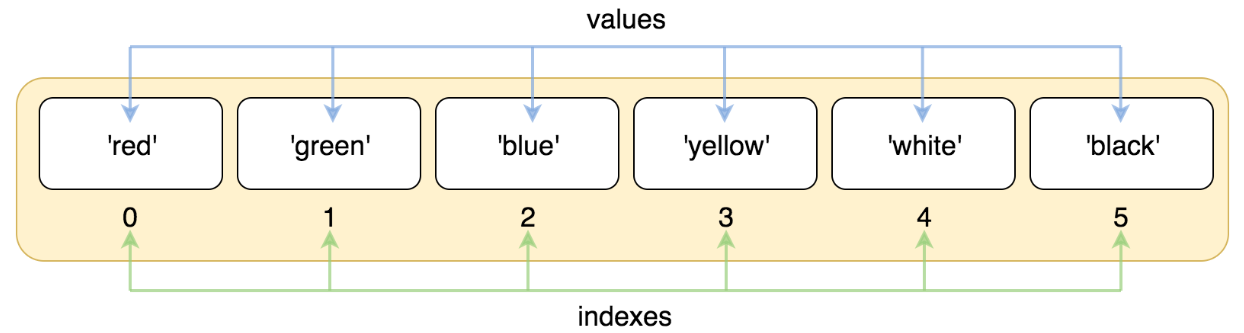 values
'red' 'green' 'blue' 'yellow' 'white' 'black'
0 1 2 3 4 5
indexes